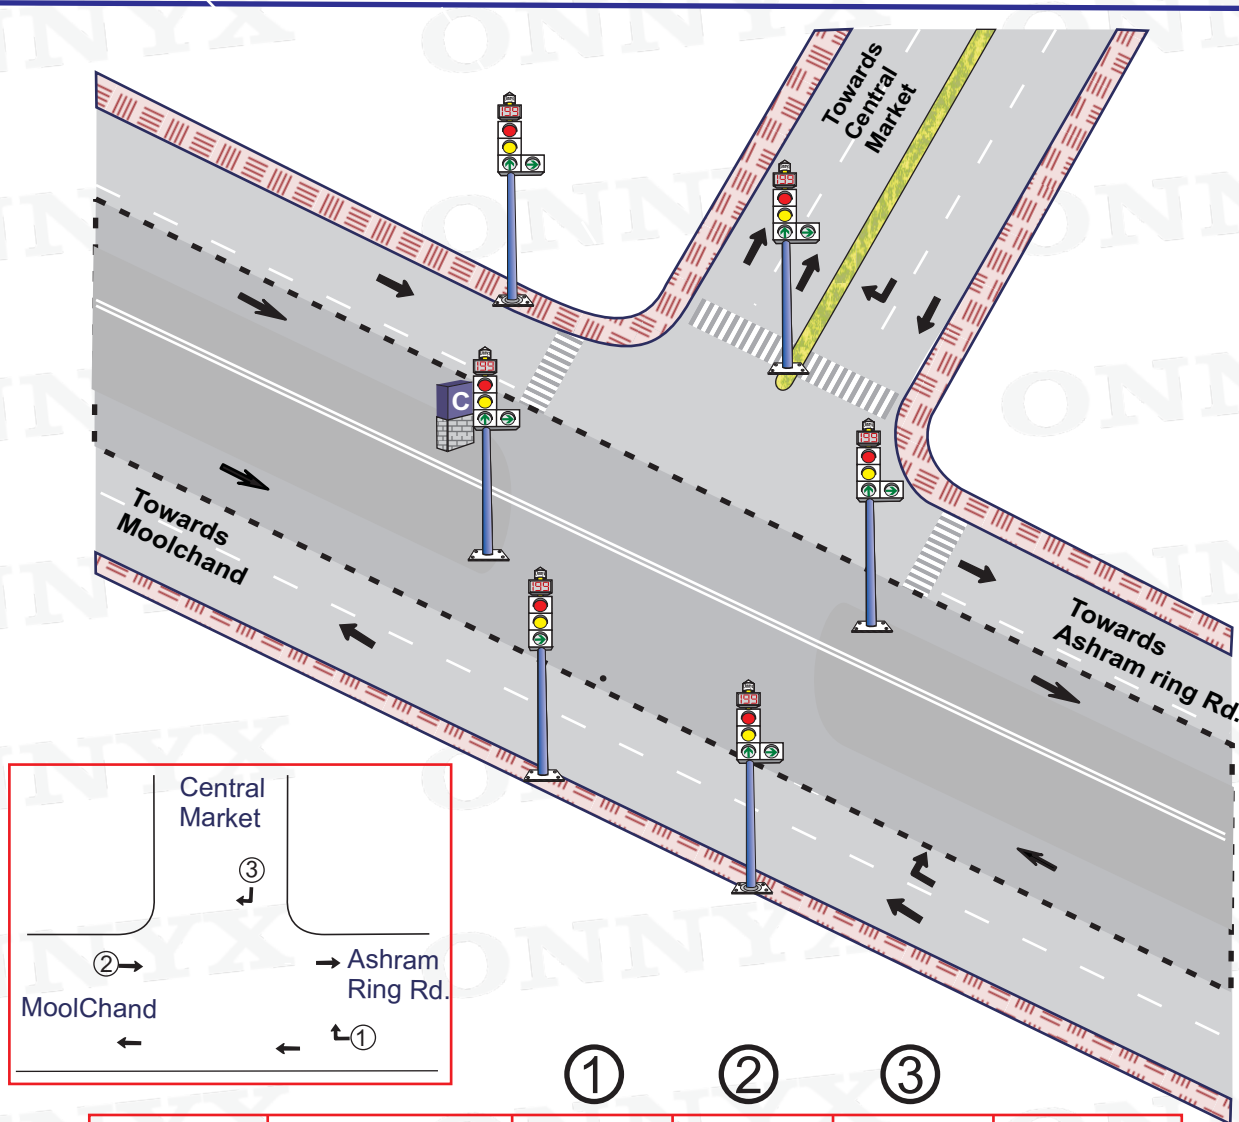 ONNYX
Towards
Central
Market
C
Towards
Moolchand
Towards
Ashram ring Rd.
Central
Market
③
②
Ashram
Ring Rd.
MoolChand
①
① ② ③